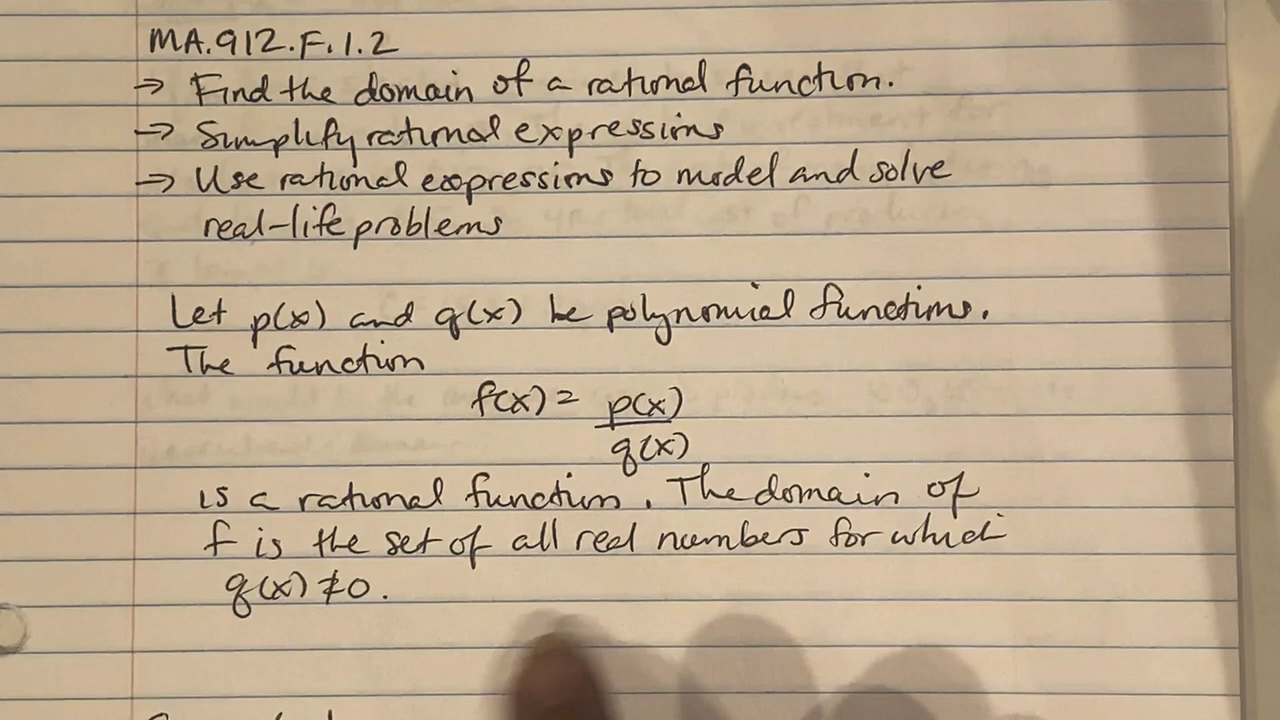 MA.912.F.1.2
→ Find the domain of a rational function.
→ Simplify rational expressions
→ Use rational expressions to model and solve
real-life problems
Let p(x) and q(x) be polynomial functions.
The function
f(x) = p(x)
q(x)
is a rational function. The domain of
f is the set of all real numbers for which
q(x) ≠ 0.